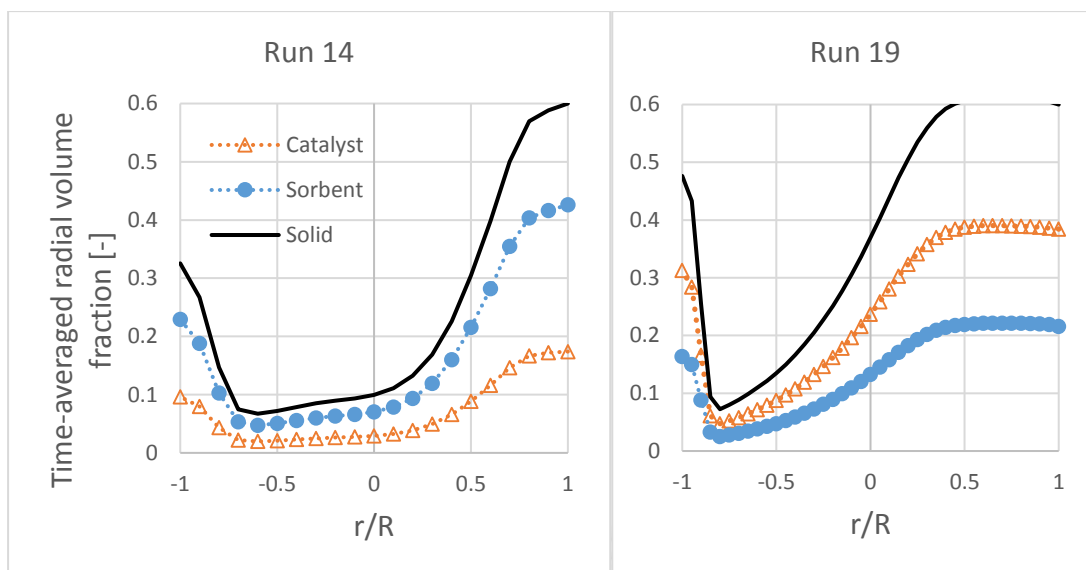 Run 14
Run 19
Time-averaged radial volume
fraction [-]
0.6
0.5
0.4
0.3
0.2
0.1
0
Catalyst
Sorbent
Solid
-1
-0.5
0
0.5
1
r/R
0.6
0.5
0.4
0.3
0.2
0.1
0
-1
-0.5
0
0.5
1
r/R